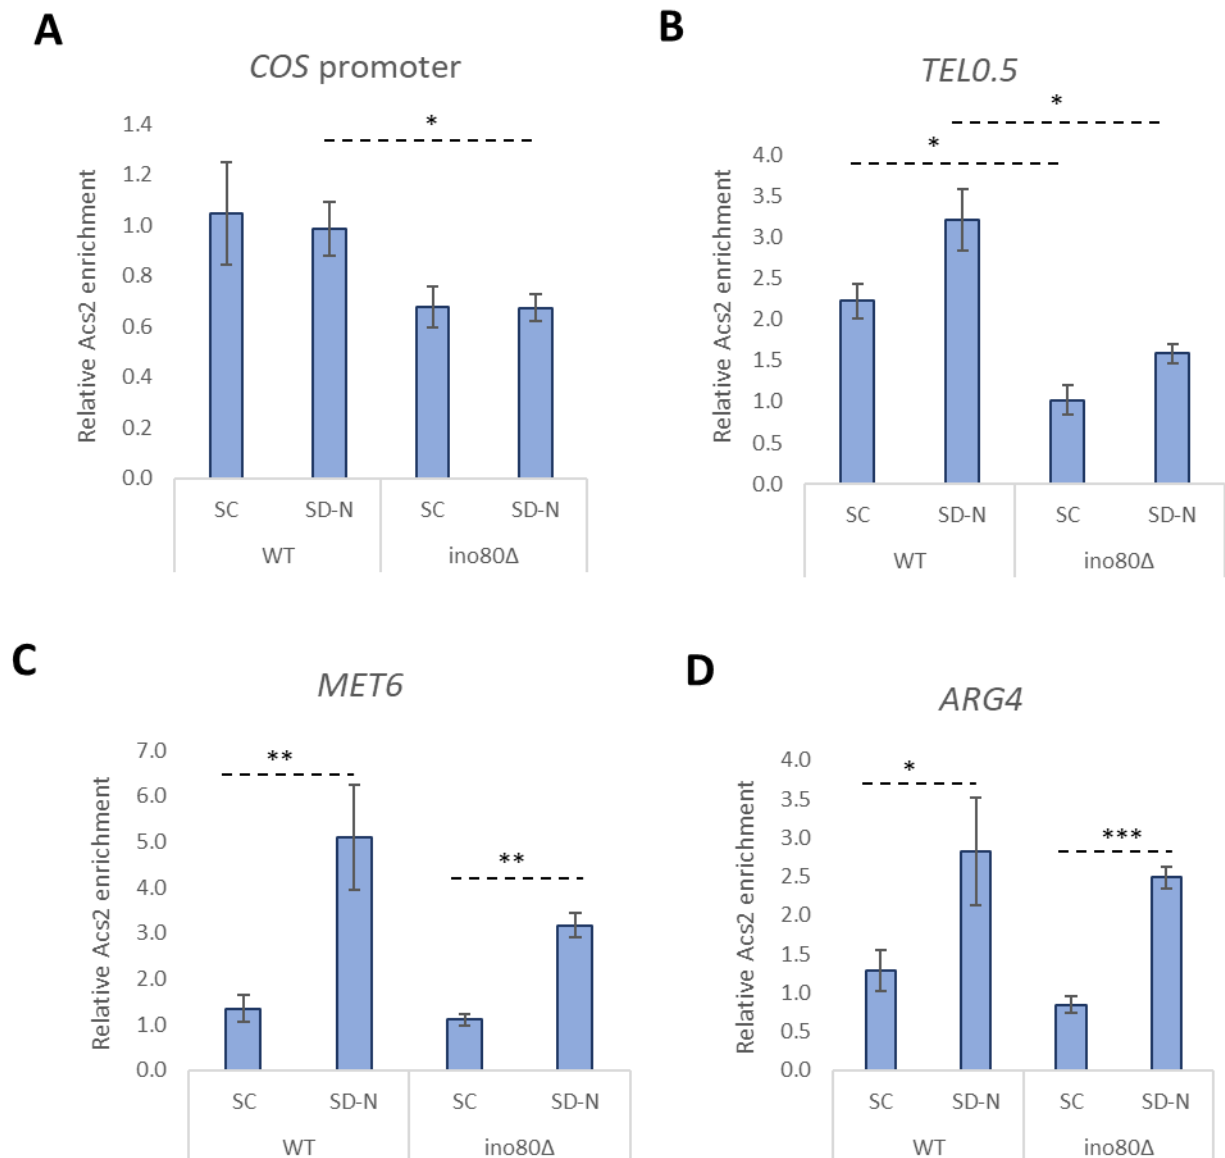 A
COS promoter
Relative Acs2 enrichment
1.4
1.2
1.0
0.8
0.6
0.4
0.2
0.0
*
SC SD-N SC SD-N
WT ino80Δ
B
TEL0.5
Relative Acs2 enrichment
4.0
3.5
3.0
2.5
2.0
1.5
1.0
0.5
0.0
*
*
SC SD-N SC SD-N
WT ino80Δ
C
MET6
Relative Acs2 enrichment
7.0
6.0
5.0
4.0
3.0
2.0
1.0
0.0
**
**
SC SD-N SC SD-N
WT ino80Δ
D
ARG4
Relative Acs2 enrichment
4.0
3.5
3.0
2.5
2.0
1.5
1.0
0.5
0.0
*
***
SC SD-N SC SD-N
WT ino80Δ